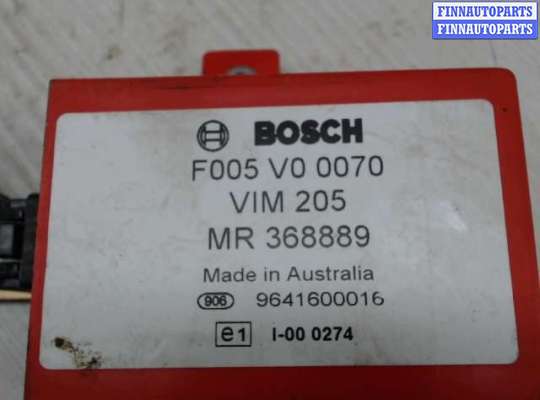 FINNAUTOPARTS
FINNAUTOPARTS
BOSCH
F005 V0 0070
VIM 205
MR 368889
Made in Australia
906 9641600016
e1 I-00 0274